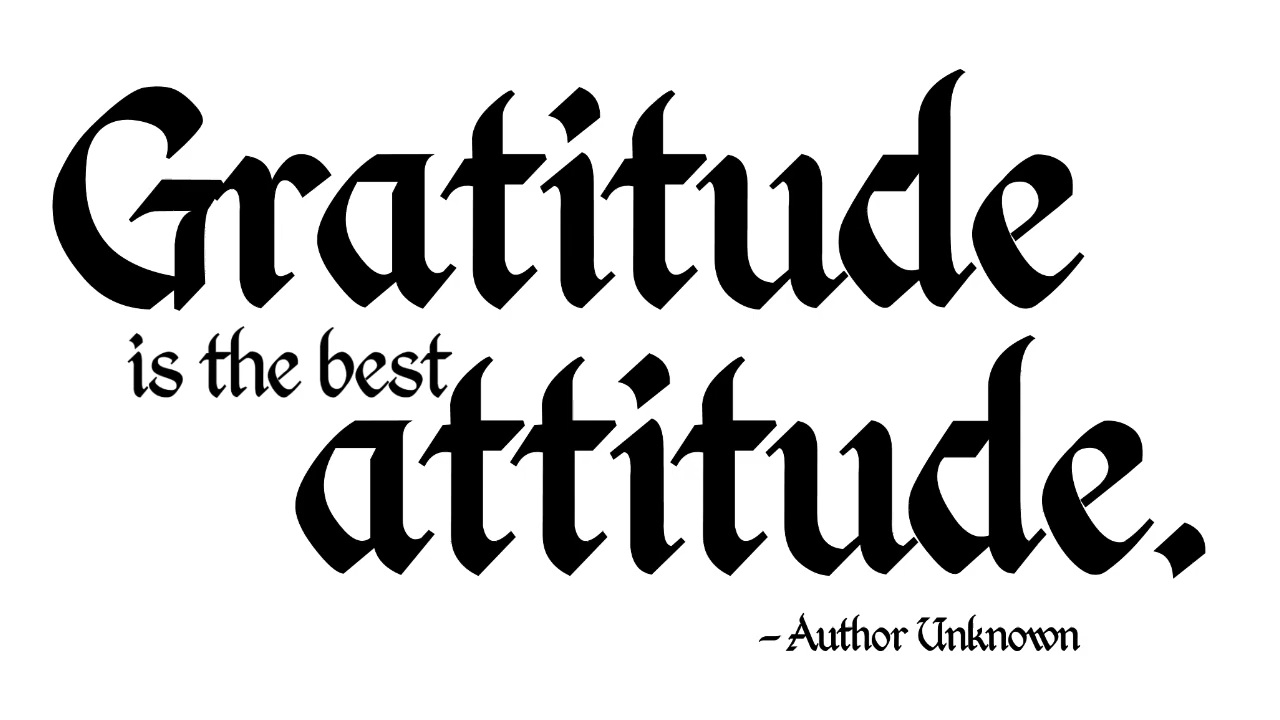 Gratitude
is the best
attitude.
– Author Unknown